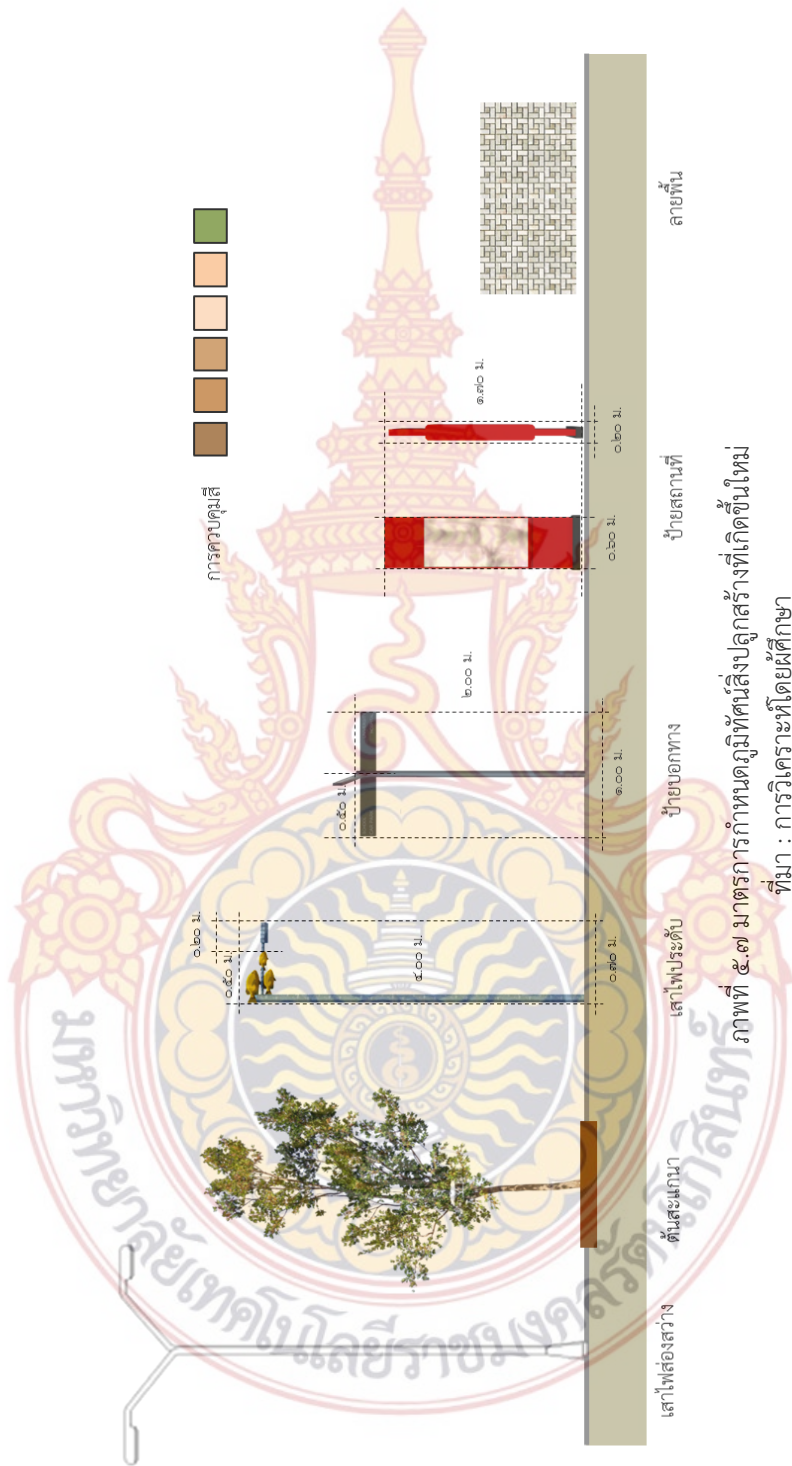 การควบคุมสี
๐.๒๐ ม.
๐.๕๐ ม.
๔.๐๐ ม.
๐.๗๐ ม.
๐.๕๐ ม.
๒.๐๐ ม.
๑.๐๐ ม.
๑.๗๐ ม.
๐.๖๐ ม.
๐.๒๐ ม.
เสาไฟส่องสว่าง
ต้นสะแกนา
เสาไฟประดับ
ป้ายบอกทาง
ป้ายสถานที่
ลายพื้น
ภาพที่ ๕.๗ มาตรการกำหนดภูมิทัศน์สิ่งปลูกสร้างที่เกิดขึ้นใหม่
ที่มา : การวิเคราะห์โดยผู้ศึกษา
มหาวิทยาลัยเทคโนโลยีราชมงคลรัตนโกสินทร์